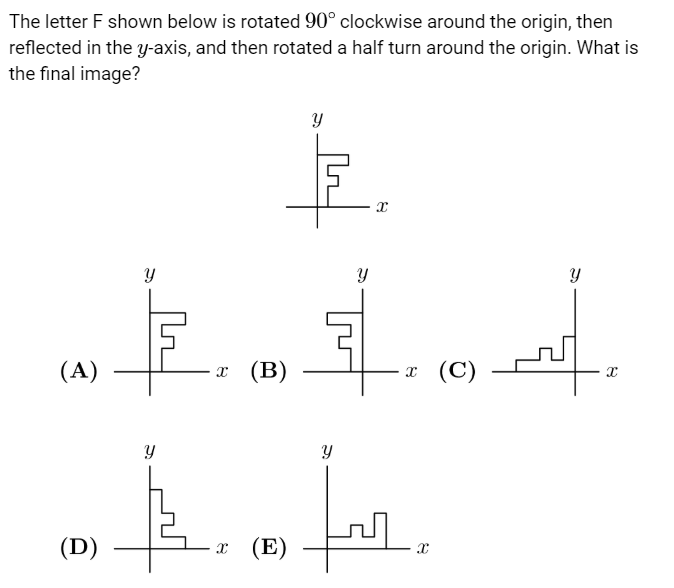 The letter F shown below is rotated 90° clockwise around the origin, then
reflected in the y-axis, and then rotated a half turn around the origin. What is
the final image?
y
x
y y y
(A) x (B) x (C) x
y y
(D) x (E) x